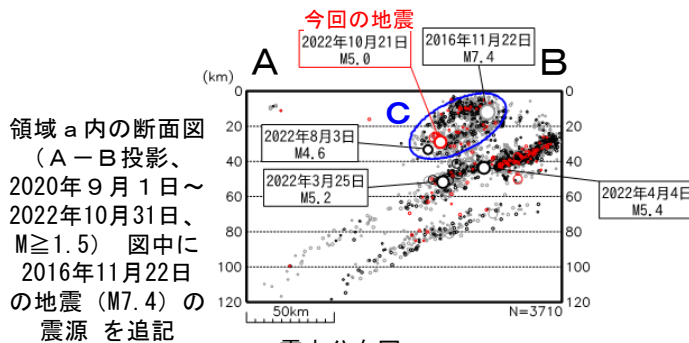 今回の地震
2022年10月21日
M5.0
2016年11月22日
M7.4
A
B
(km)
0
20
40
60
80
100
120
0
20
40
60
80
100
120
C
2022年8月3日
M4.6
2022年3月25日
M5.2
2022年4月4日
M5.4
50km
N=3710
領域a内の断面図
(A-B投影、
2020年9月1日~
2022年10月31日、
M≧1.5) 図中に
2016年11月22日
の地震(M7.4)の
震源 を追記